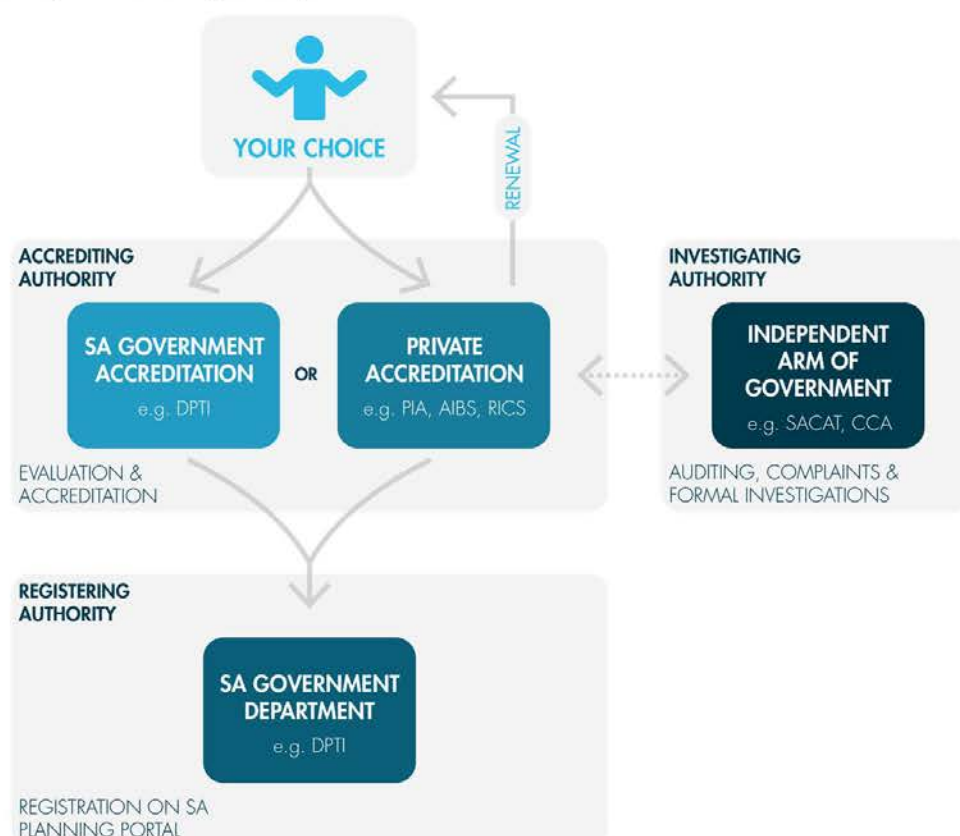 YOUR CHOICE
RENEWAL
ACCREDITING
AUTHORITY
SA GOVERNMENT
ACCREDITATION
e.g. DPTI
OR
PRIVATE
ACCREDITATION
e.g. PIA, AIBS, RICS
EVALUATION &
ACCREDITATION
INVESTIGATING
AUTHORITY
INDEPENDENT
ARM OF
GOVERNMENT
e.g. SACAT, CCA
AUDITING, COMPLAINTS &
FORMAL INVESTIGATIONS
REGISTERING
AUTHORITY
SA GOVERNMENT
DEPARTMENT
e.g. DPTI
REGISTRATION ON SA
PLANNING PORTAL